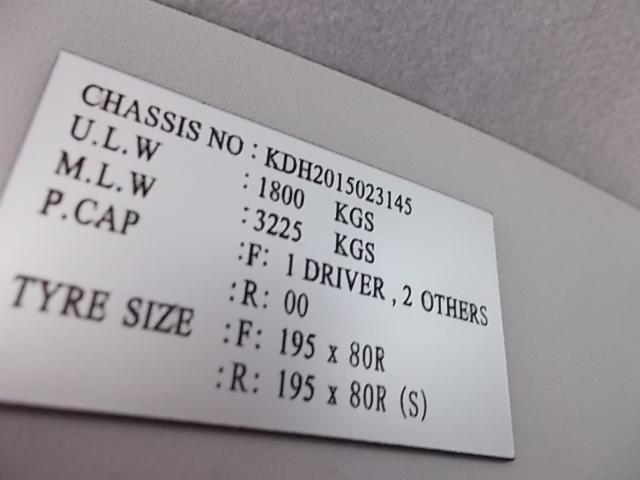 CHASSIS NO : KDH2015023145
U.L.W : 1800 KGS
M.L.W : 3225 KGS
P.CAP :F: 1 DRIVER , 2 OTHERS
:R: 00
TYRE SIZE :F: 195 x 80R
:R: 195 x 80R (S)